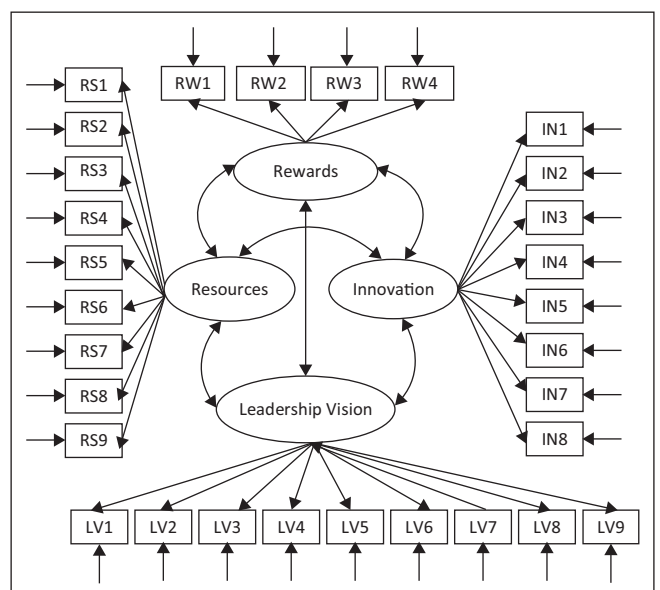 RW1 RW2 RW3 RW4
RS1
RS2
RS3
RS4
RS5
RS6
RS7
RS8
RS9
Rewards
Resources
Innovation
Leadership Vision
IN1
IN2
IN3
IN4
IN5
IN6
IN7
IN8
LV1 LV2 LV3 LV4 LV5 LV6 LV7 LV8 LV9